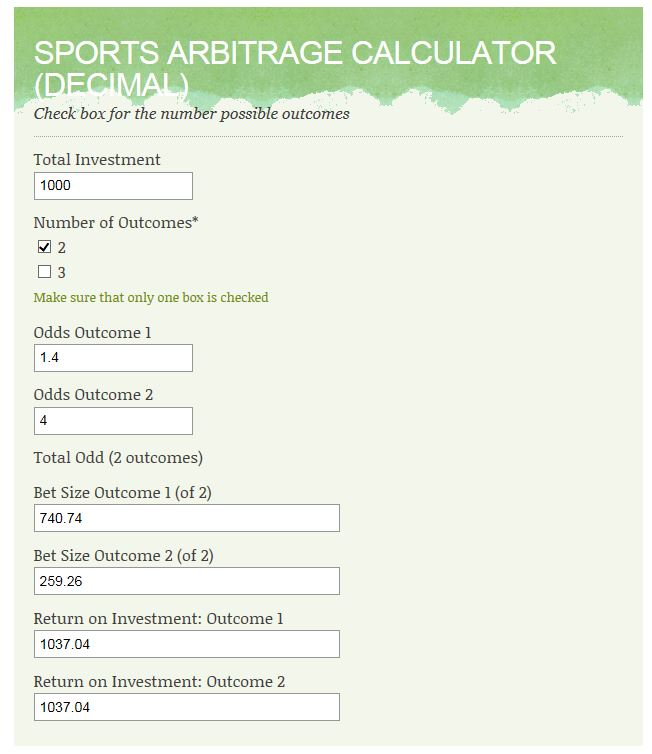 SPORTS ARBITRAGE CALCULATOR
(DECIMAL)
Check box for the number possible outcomes
Total Investment
1000
Number of Outcomes*
2
3
Make sure that only one box is checked
Odds Outcome 1
1.4
Odds Outcome 2
4
Total Odd (2 outcomes)
Bet Size Outcome 1 (of 2)
740.74
Bet Size Outcome 2 (of 2)
259.26
Return on Investment: Outcome 1
1037.04
Return on Investment: Outcome 2
1037.04